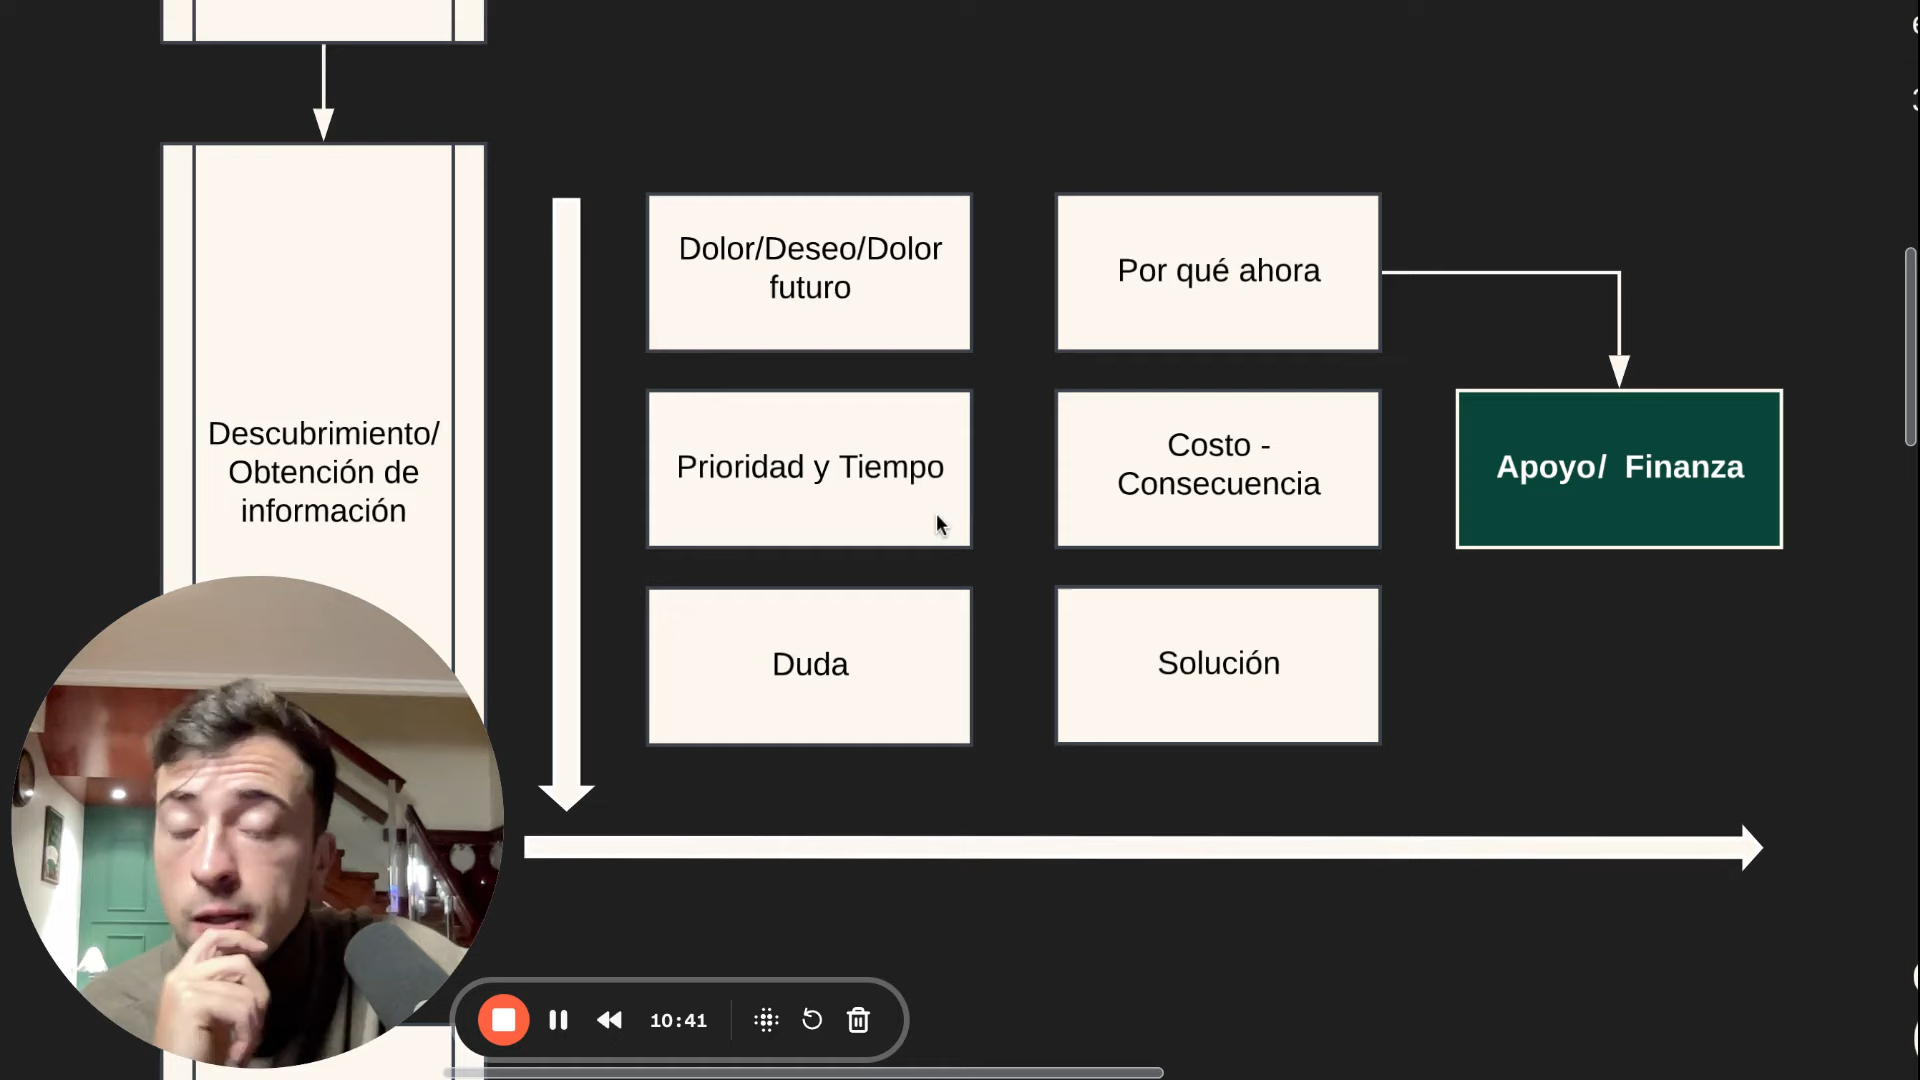 Descubrimiento/
Obtención de
información
Dolor/Deseo/Dolor
futuro
Por qué ahora
Prioridad y Tiempo
Costo -
Consecuencia
Apoyo/ Finanza
Duda
Solución
10:41